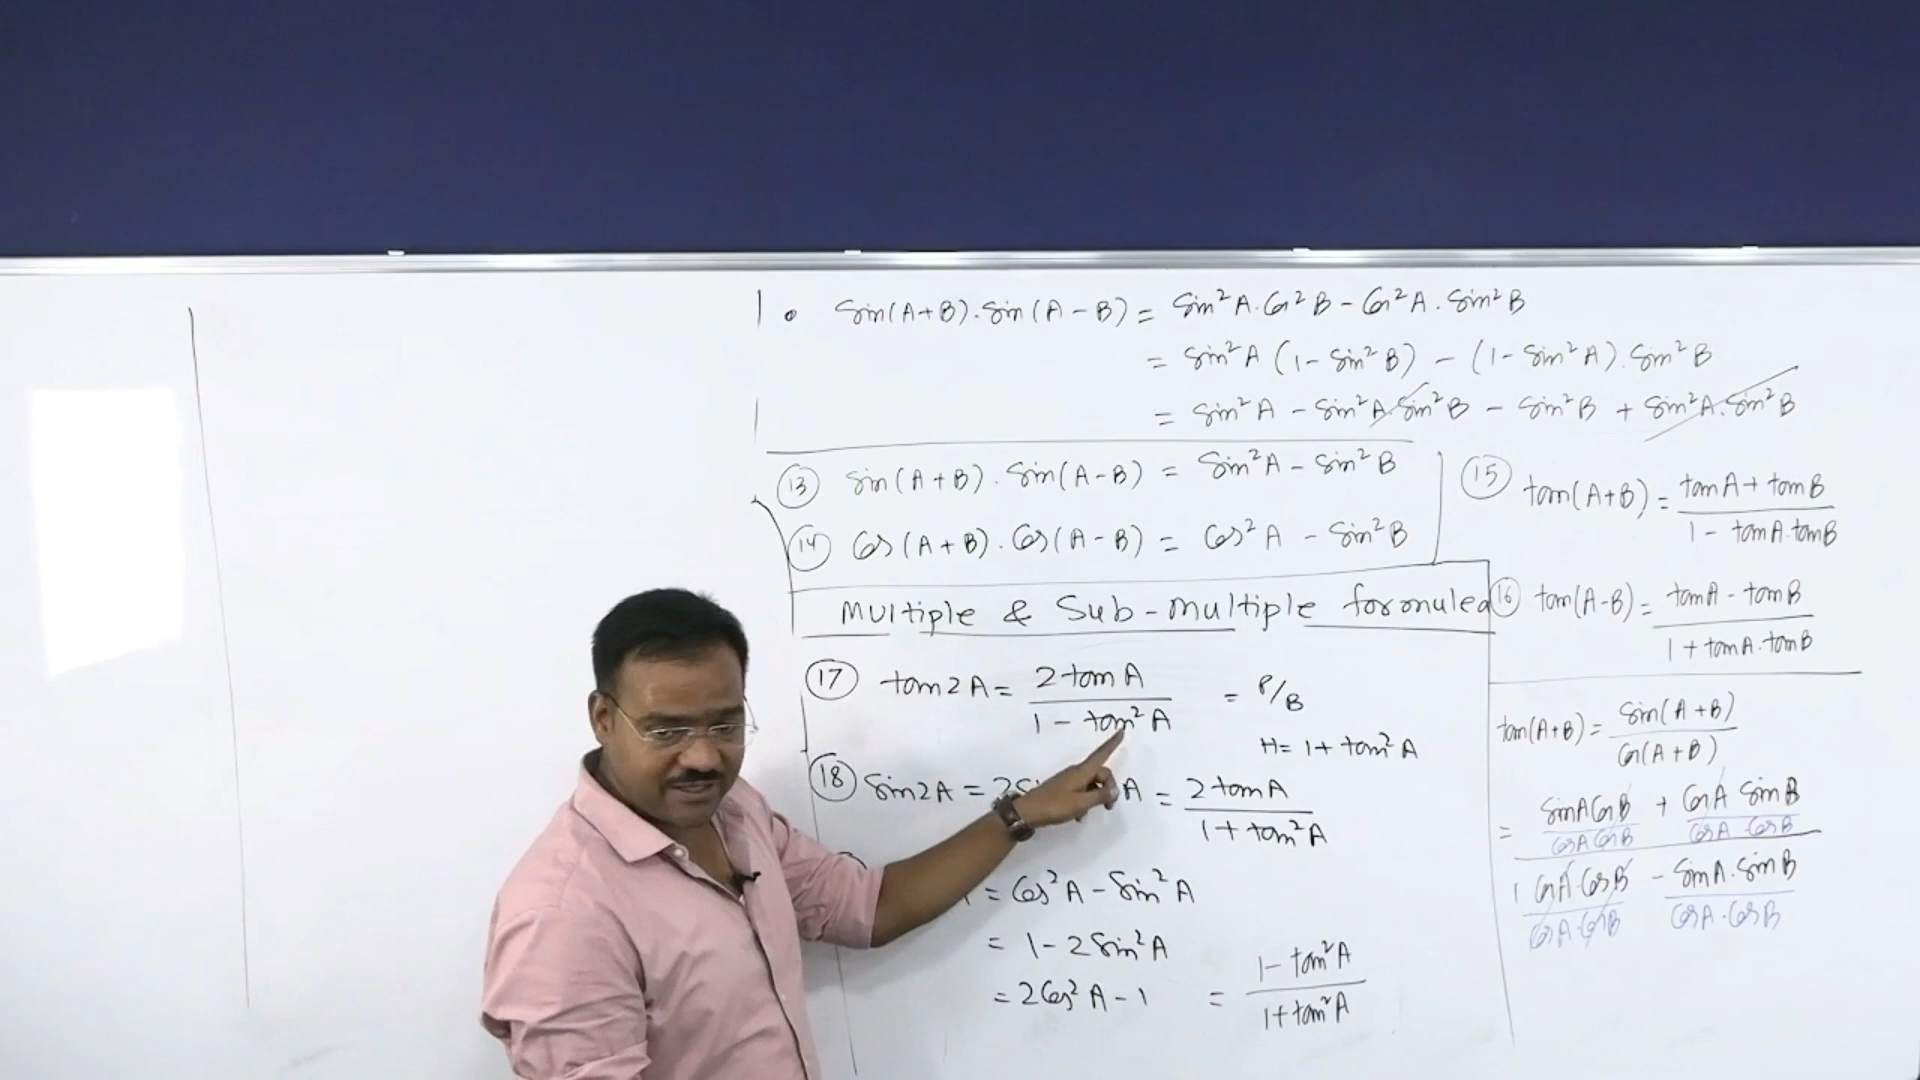 • Sin(A+B).Sin(A-B) = Sin²A.Cos²B - Cos²A.Sin²B
= Sin²A (1-Sin²B) - (1-Sin²A).Sin²B
= Sin²A - Sin²A.Sin²B - Sin²B + Sin²A.Sin²B
(13) Sin(A+B).Sin(A-B) = Sin²A - Sin²B
(14) Cos(A+B).Cos(A-B) = Cos²A - Sin²B
Multiple & Sub-multiple formulea
(17) tan2A = 2tanA / 1 - tan²A = P/B
H = 1+tan²A
(18) Sin2A = A = 2tanA / 1+tan²A
= Cos²A - Sin²A
= 1-2Sin²A
= 2Cos²A-1 = 1-tan²A / 1+tan²A
(15) tan(A+B) = tanA+tanB / 1 - tanA.tanB
(16) tan(A-B) = tanA - tanB / 1+tanA.tanB
tan(A+B) = Sin(A+B) / Cos(A+B)
= SinACosB / CosACosB + CosA SinB / CosA CosB
1 CosA.CosB / CosA.CosB - SinA.SinB / CosA.CosB